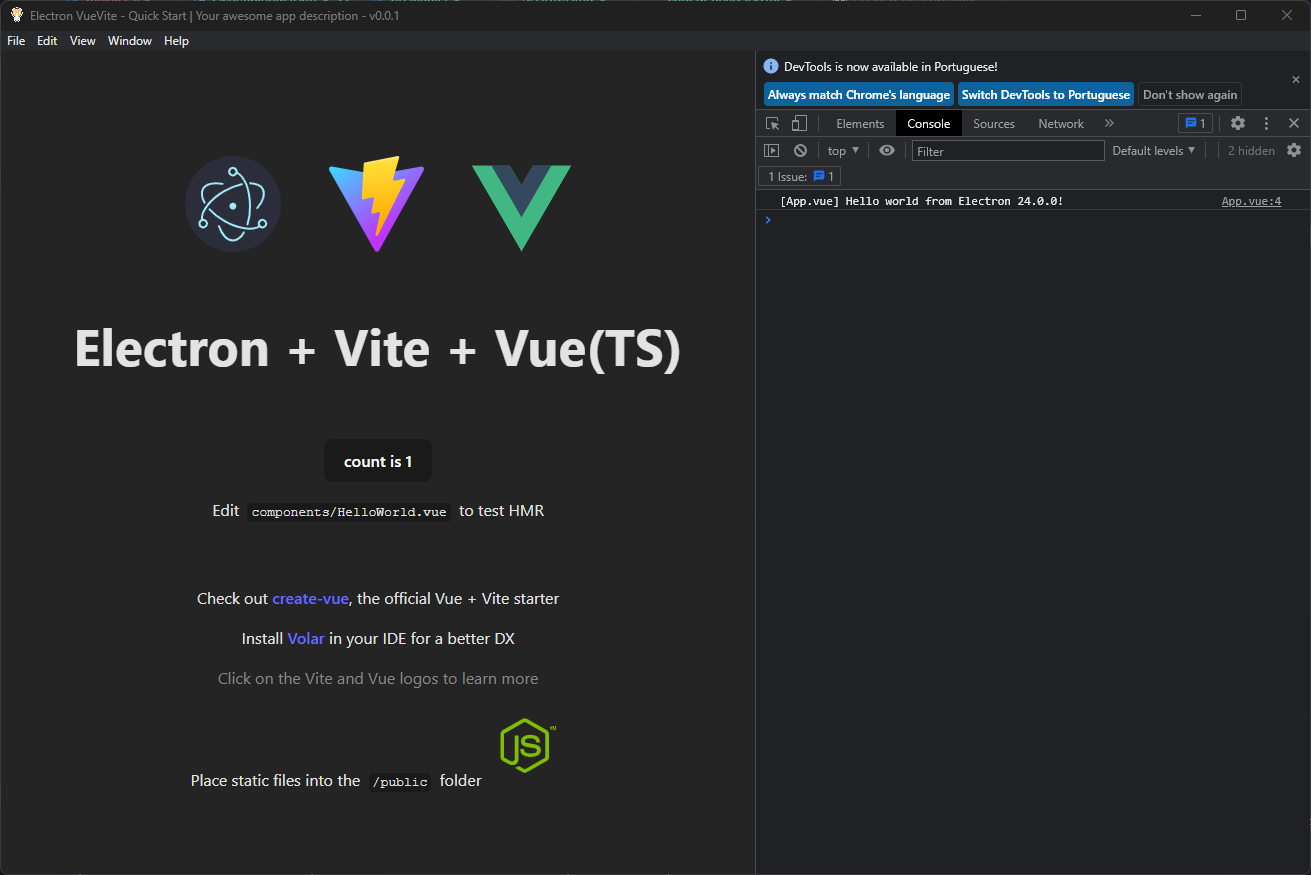 Electron VueVite - Quick Start | Your awesome app description - v0.0.1
File Edit View Window Help
Electron + Vite + Vue(TS)
count is 1
Edit components/HelloWorld.vue to test HMR
Check out create-vue, the official Vue + Vite starter
Install Volar in your IDE for a better DX
Click on the Vite and Vue logos to learn more
JS
Place static files into the /public folder
DevTools is now available in Portuguese!
Always match Chrome's language Switch DevTools to Portuguese Don't show again
Elements Console Sources Network 1
top Filter Default levels 2 hidden
1 Issue: 1
[App.vue] Hello world from Electron 24.0.0! App.vue:4